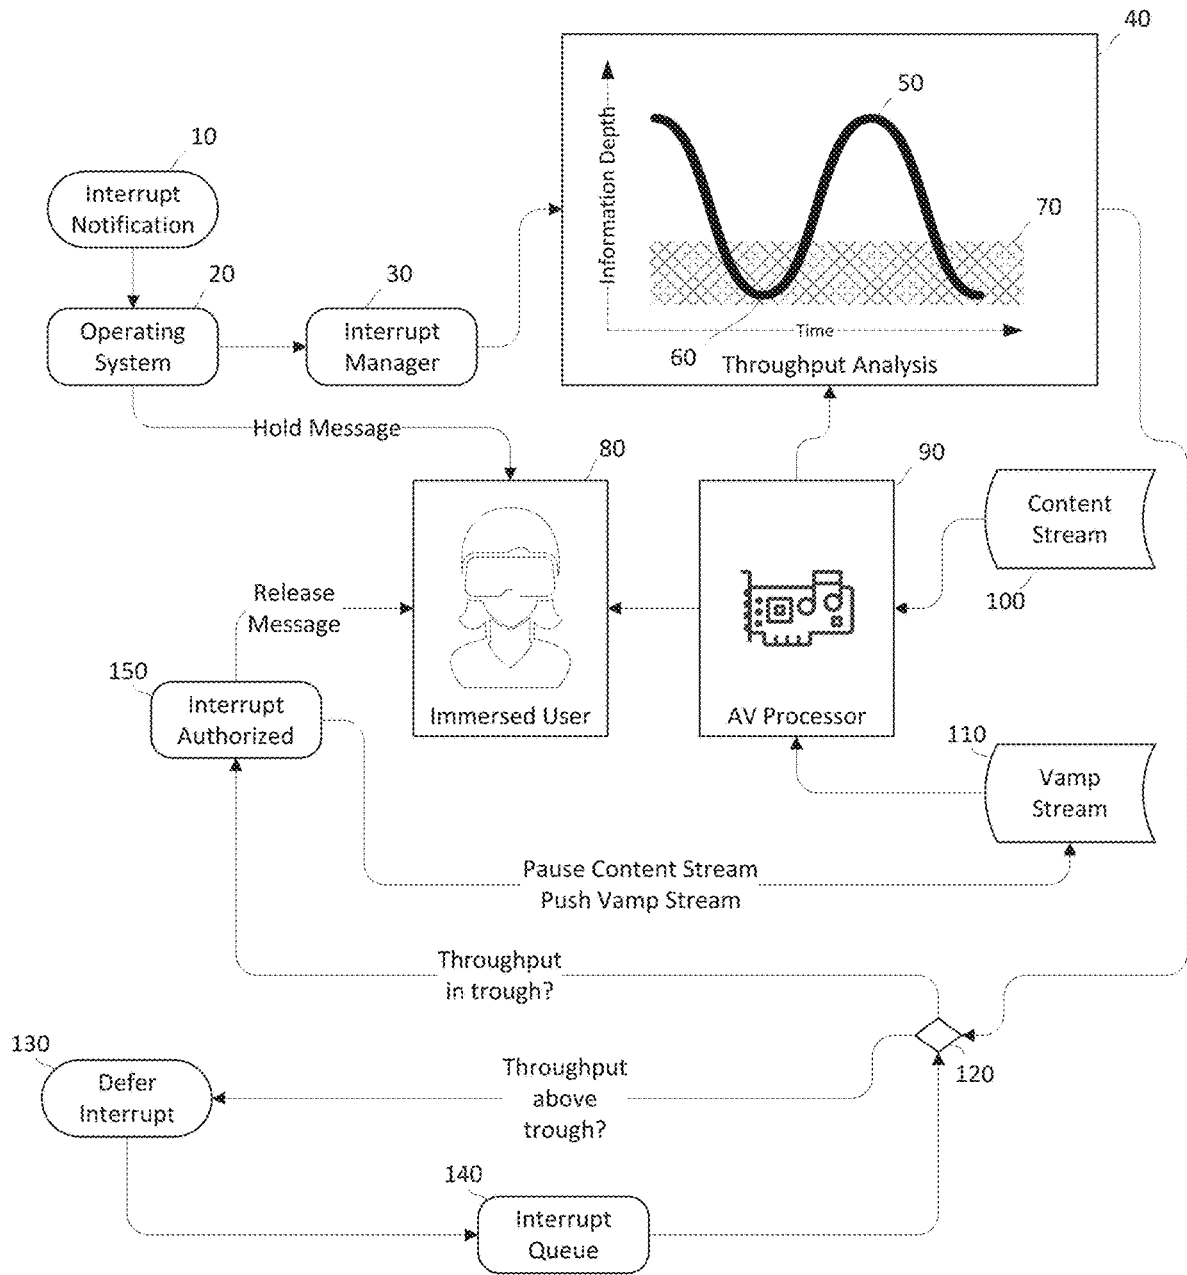 40
50
10
Interrupt
Notification
Information Depth
70
20
30
Operating
System
Interrupt
Manager
Time
60
Throughput Analysis
Hold Message
80
90
Content
Stream
100
Release
Message
150
Interrupt
Authorized
Immersed User
AV Processor
110
Vamp
Stream
Pause Content Stream
Push Vamp Stream
Throughput
in trough?
130
Defer
Interrupt
Throughput
above
trough?
120
140
Interrupt
Queue